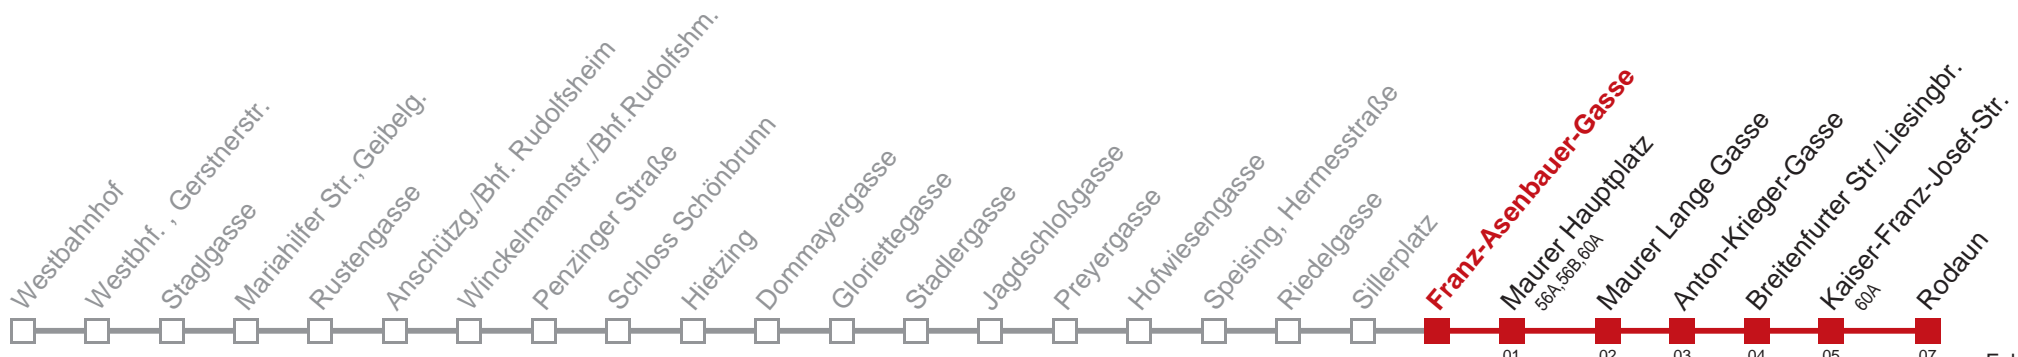 Westbahnhof
Westbhf. , Gerstnerstr.
Staglgasse
Mariahilfer Str., Geibelg.
Rustengasse
Anschützg./Bhf. Rudolfsheim
Winckelmannstr./Bhf.Rudolfshm.
Penzinger Straße
Schloss Schönbrunn
Hietzing
Dommayergasse
Gloriettegasse
Stadlergasse
Jagdschloßgasse
Preyergasse
Hofwiesengasse
Speising, Hermesstraße
Riedelgasse
Sillerplatz
Franz-Asenbauer-Gasse
Maurer Hauptplatz
56A,56B,60A
Maurer Lange Gasse
Anton-Krieger-Gasse
Breitenfurter Str./Liesingbr.
Kaiser-Franz-Josef-Str.
60A
Rodaun
01 02 03 04 05 07